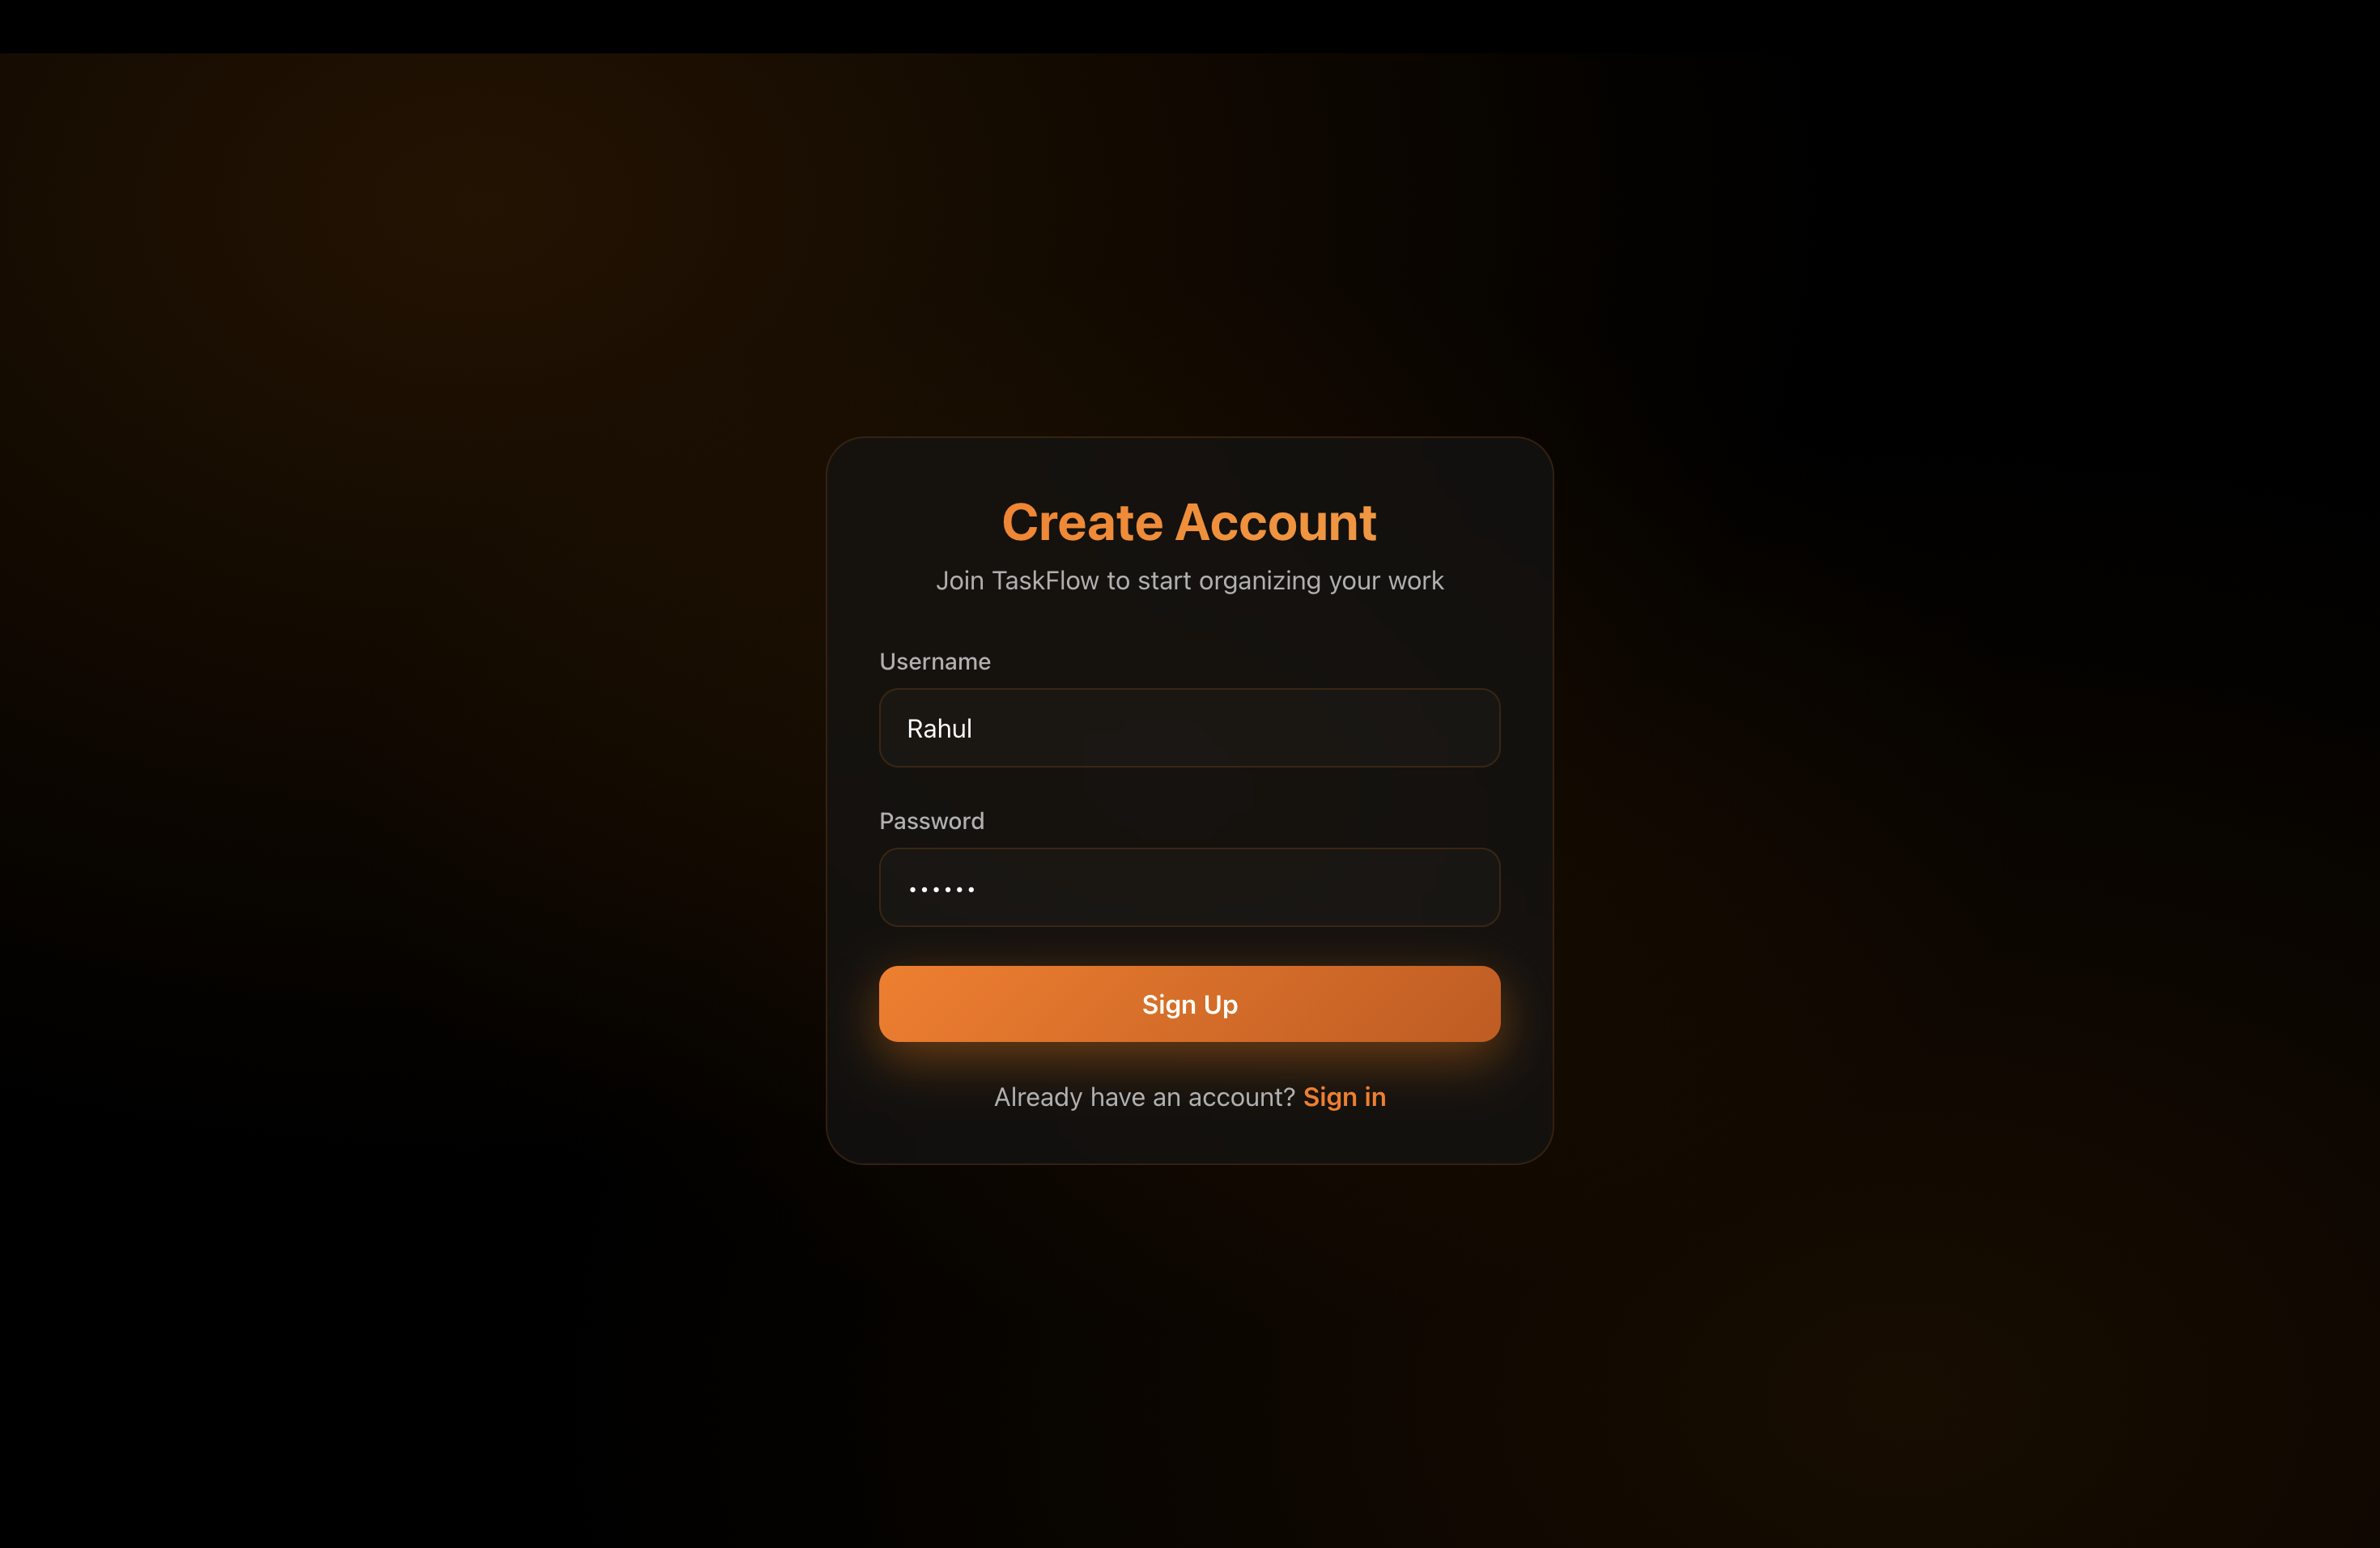 Create Account
Join TaskFlow to start organizing your work
Username
Rahul
Password
••••••
Sign Up
Already have an account? Sign in